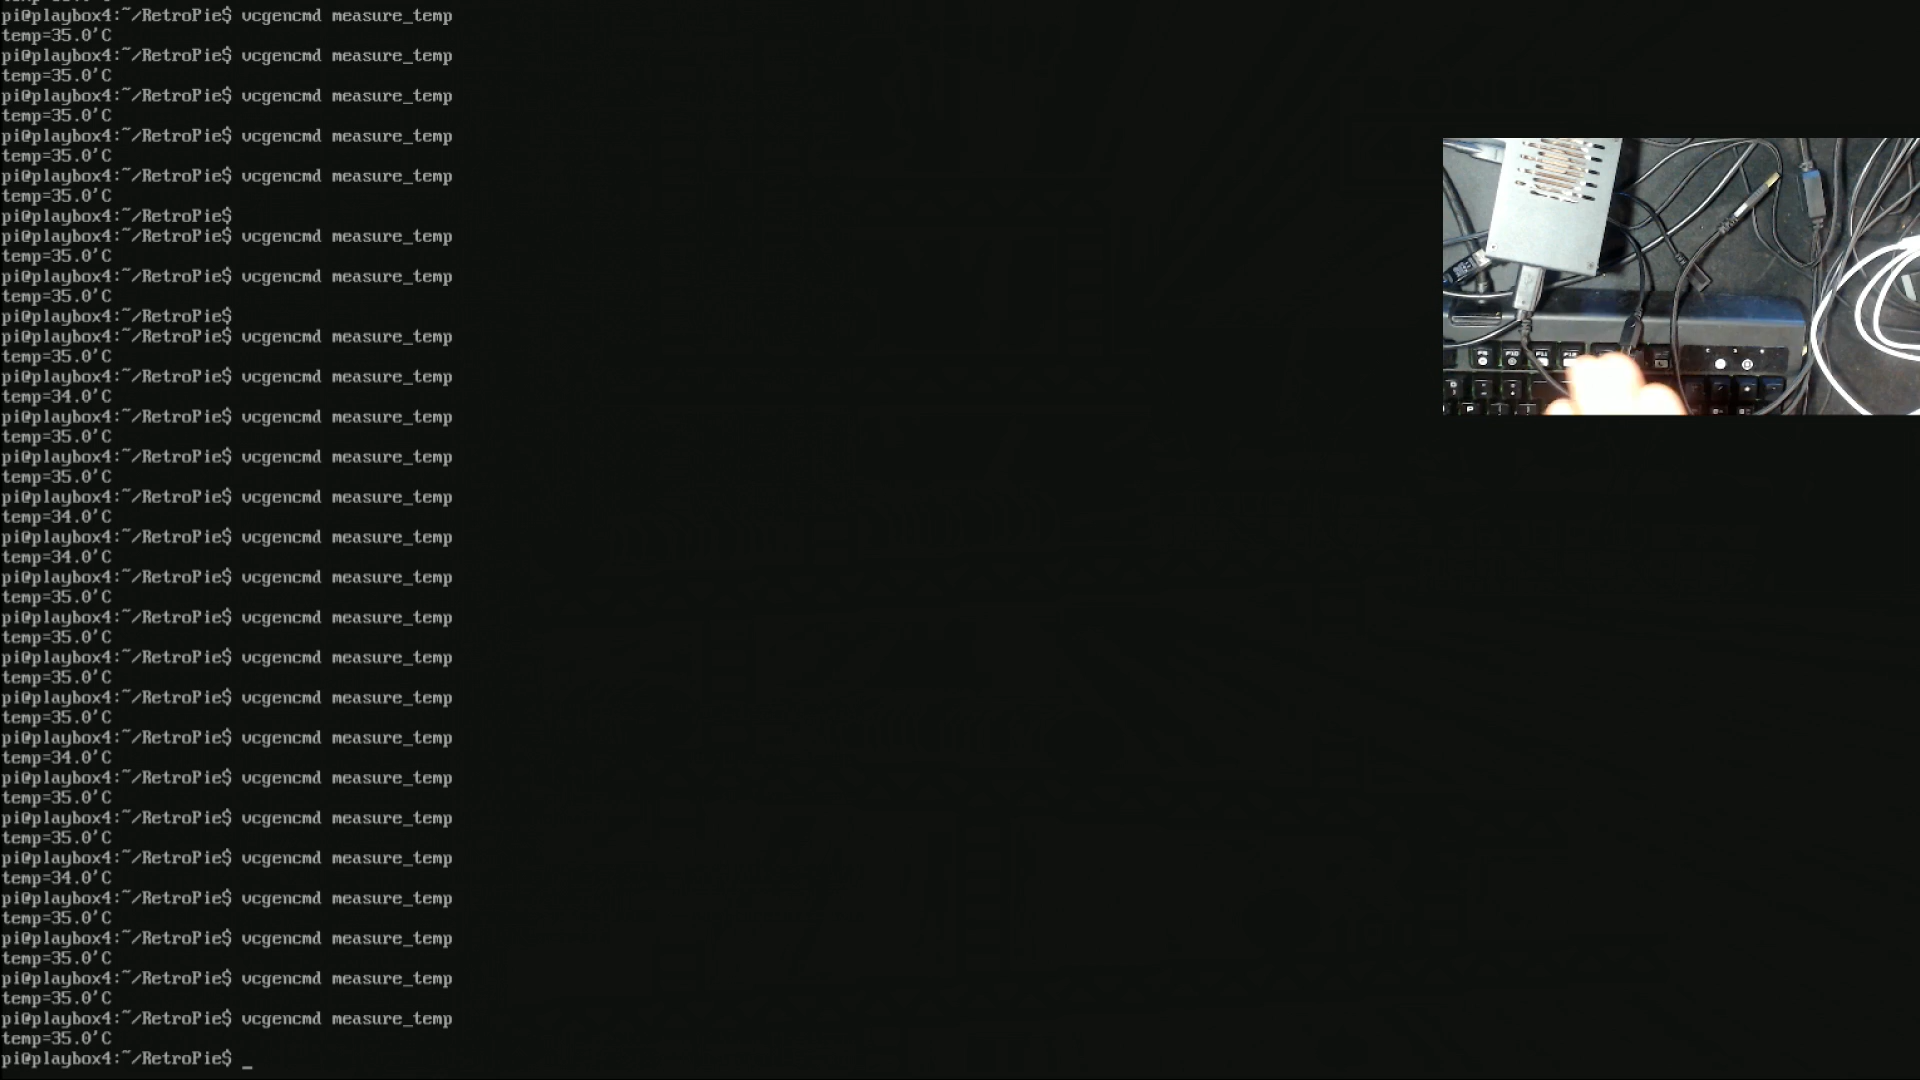 pi@playbox4:~/RetroPie$ vcgencmd measure_temp
temp=35.0'C
pi@playbox4:~/RetroPie$ vcgencmd measure_temp
temp=35.0'C
pi@playbox4:~/RetroPie$ vcgencmd measure_temp
temp=35.0'C
pi@playbox4:~/RetroPie$ vcgencmd measure_temp
temp=35.0'C
pi@playbox4:~/RetroPie$ vcgencmd measure_temp
temp=35.0'C
pi@playbox4:~/RetroPie$
pi@playbox4:~/RetroPie$ vcgencmd measure_temp
temp=35.0'C
pi@playbox4:~/RetroPie$ vcgencmd measure_temp
temp=35.0'C
pi@playbox4:~/RetroPie$
pi@playbox4:~/RetroPie$ vcgencmd measure_temp
temp=35.0'C
pi@playbox4:~/RetroPie$ vcgencmd measure_temp
temp=34.0'C
pi@playbox4:~/RetroPie$ vcgencmd measure_temp
temp=35.0'C
pi@playbox4:~/RetroPie$ vcgencmd measure_temp
temp=35.0'C
pi@playbox4:~/RetroPie$ vcgencmd measure_temp
temp=34.0'C
pi@playbox4:~/RetroPie$ vcgencmd measure_temp
temp=34.0'C
pi@playbox4:~/RetroPie$ vcgencmd measure_temp
temp=35.0'C
pi@playbox4:~/RetroPie$ vcgencmd measure_temp
temp=35.0'C
pi@playbox4:~/RetroPie$ vcgencmd measure_temp
temp=35.0'C
pi@playbox4:~/RetroPie$ vcgencmd measure_temp
temp=35.0'C
pi@playbox4:~/RetroPie$ vcgencmd measure_temp
temp=34.0'C
pi@playbox4:~/RetroPie$ vcgencmd measure_temp
temp=35.0'C
pi@playbox4:~/RetroPie$ vcgencmd measure_temp
temp=35.0'C
pi@playbox4:~/RetroPie$ vcgencmd measure_temp
temp=34.0'C
pi@playbox4:~/RetroPie$ vcgencmd measure_temp
temp=35.0'C
pi@playbox4:~/RetroPie$ vcgencmd measure_temp
temp=35.0'C
pi@playbox4:~/RetroPie$ vcgencmd measure_temp
temp=35.0'C
pi@playbox4:~/RetroPie$ vcgencmd measure_temp
temp=35.0'C
pi@playbox4:~/RetroPie$ _
F9 F10 F11 F12
P